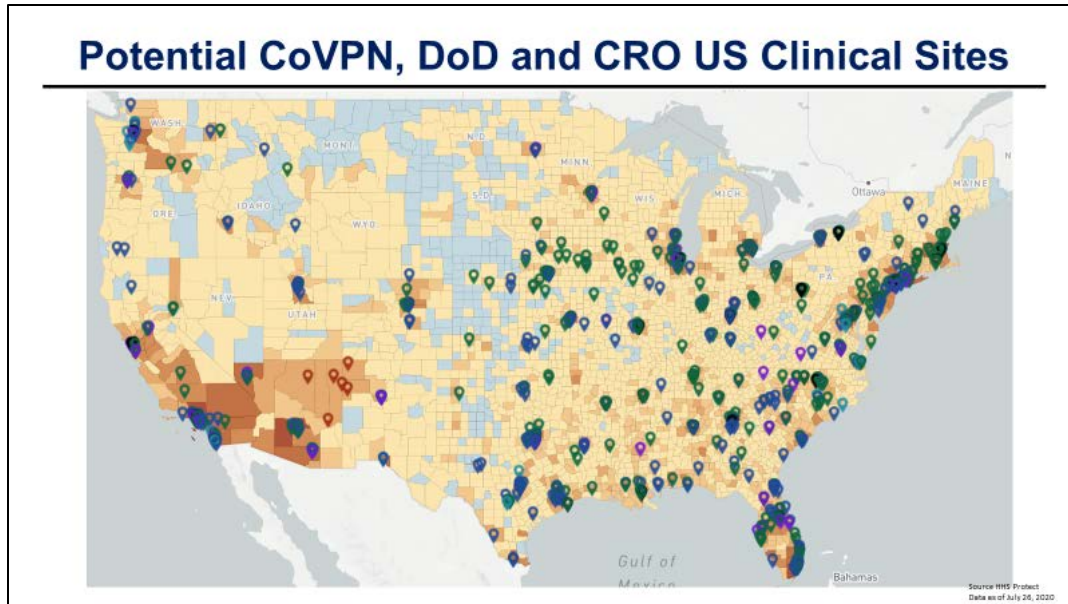 Potential CoVPN, DoD and CRO US Clinical Sites
WASH.
MONT.
N.D.
MINN.
Ottawa
MAINE
N
ORE.
IDAHO
S.D.
WIS.
MICH.
WYO.
PA.
NEV.
UTAH
Gulf of
Mexico
Bahamas
Source HHS Protect
Data as of July 26, 2020